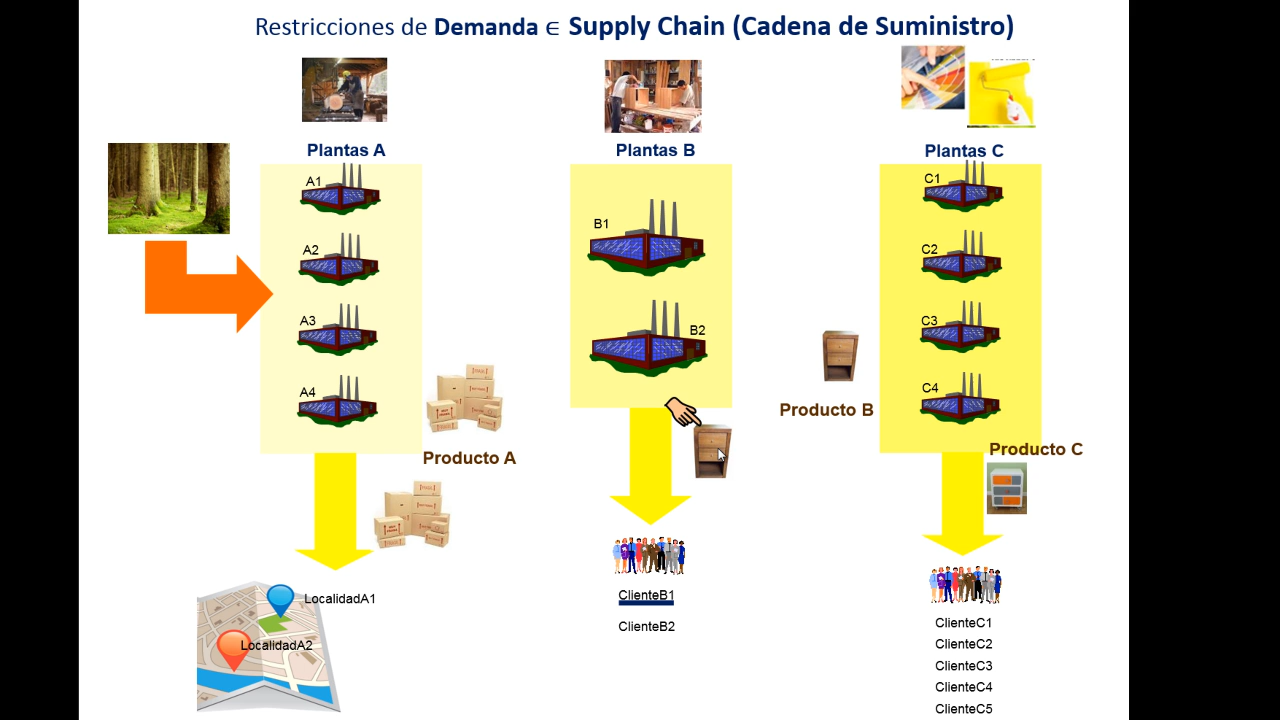 Restricciones de Demanda ∈ Supply Chain (Cadena de Suministro)
Plantas A
Plantas B
Plantas C
A1
A2
A3
A4
B1
B2
C1
C2
C3
C4
Producto A
Producto B
Producto C
LocalidadA1
LocalidadA2
ClienteB1
ClienteB2
ClienteC1
ClienteC2
ClienteC3
ClienteC4
ClienteC5